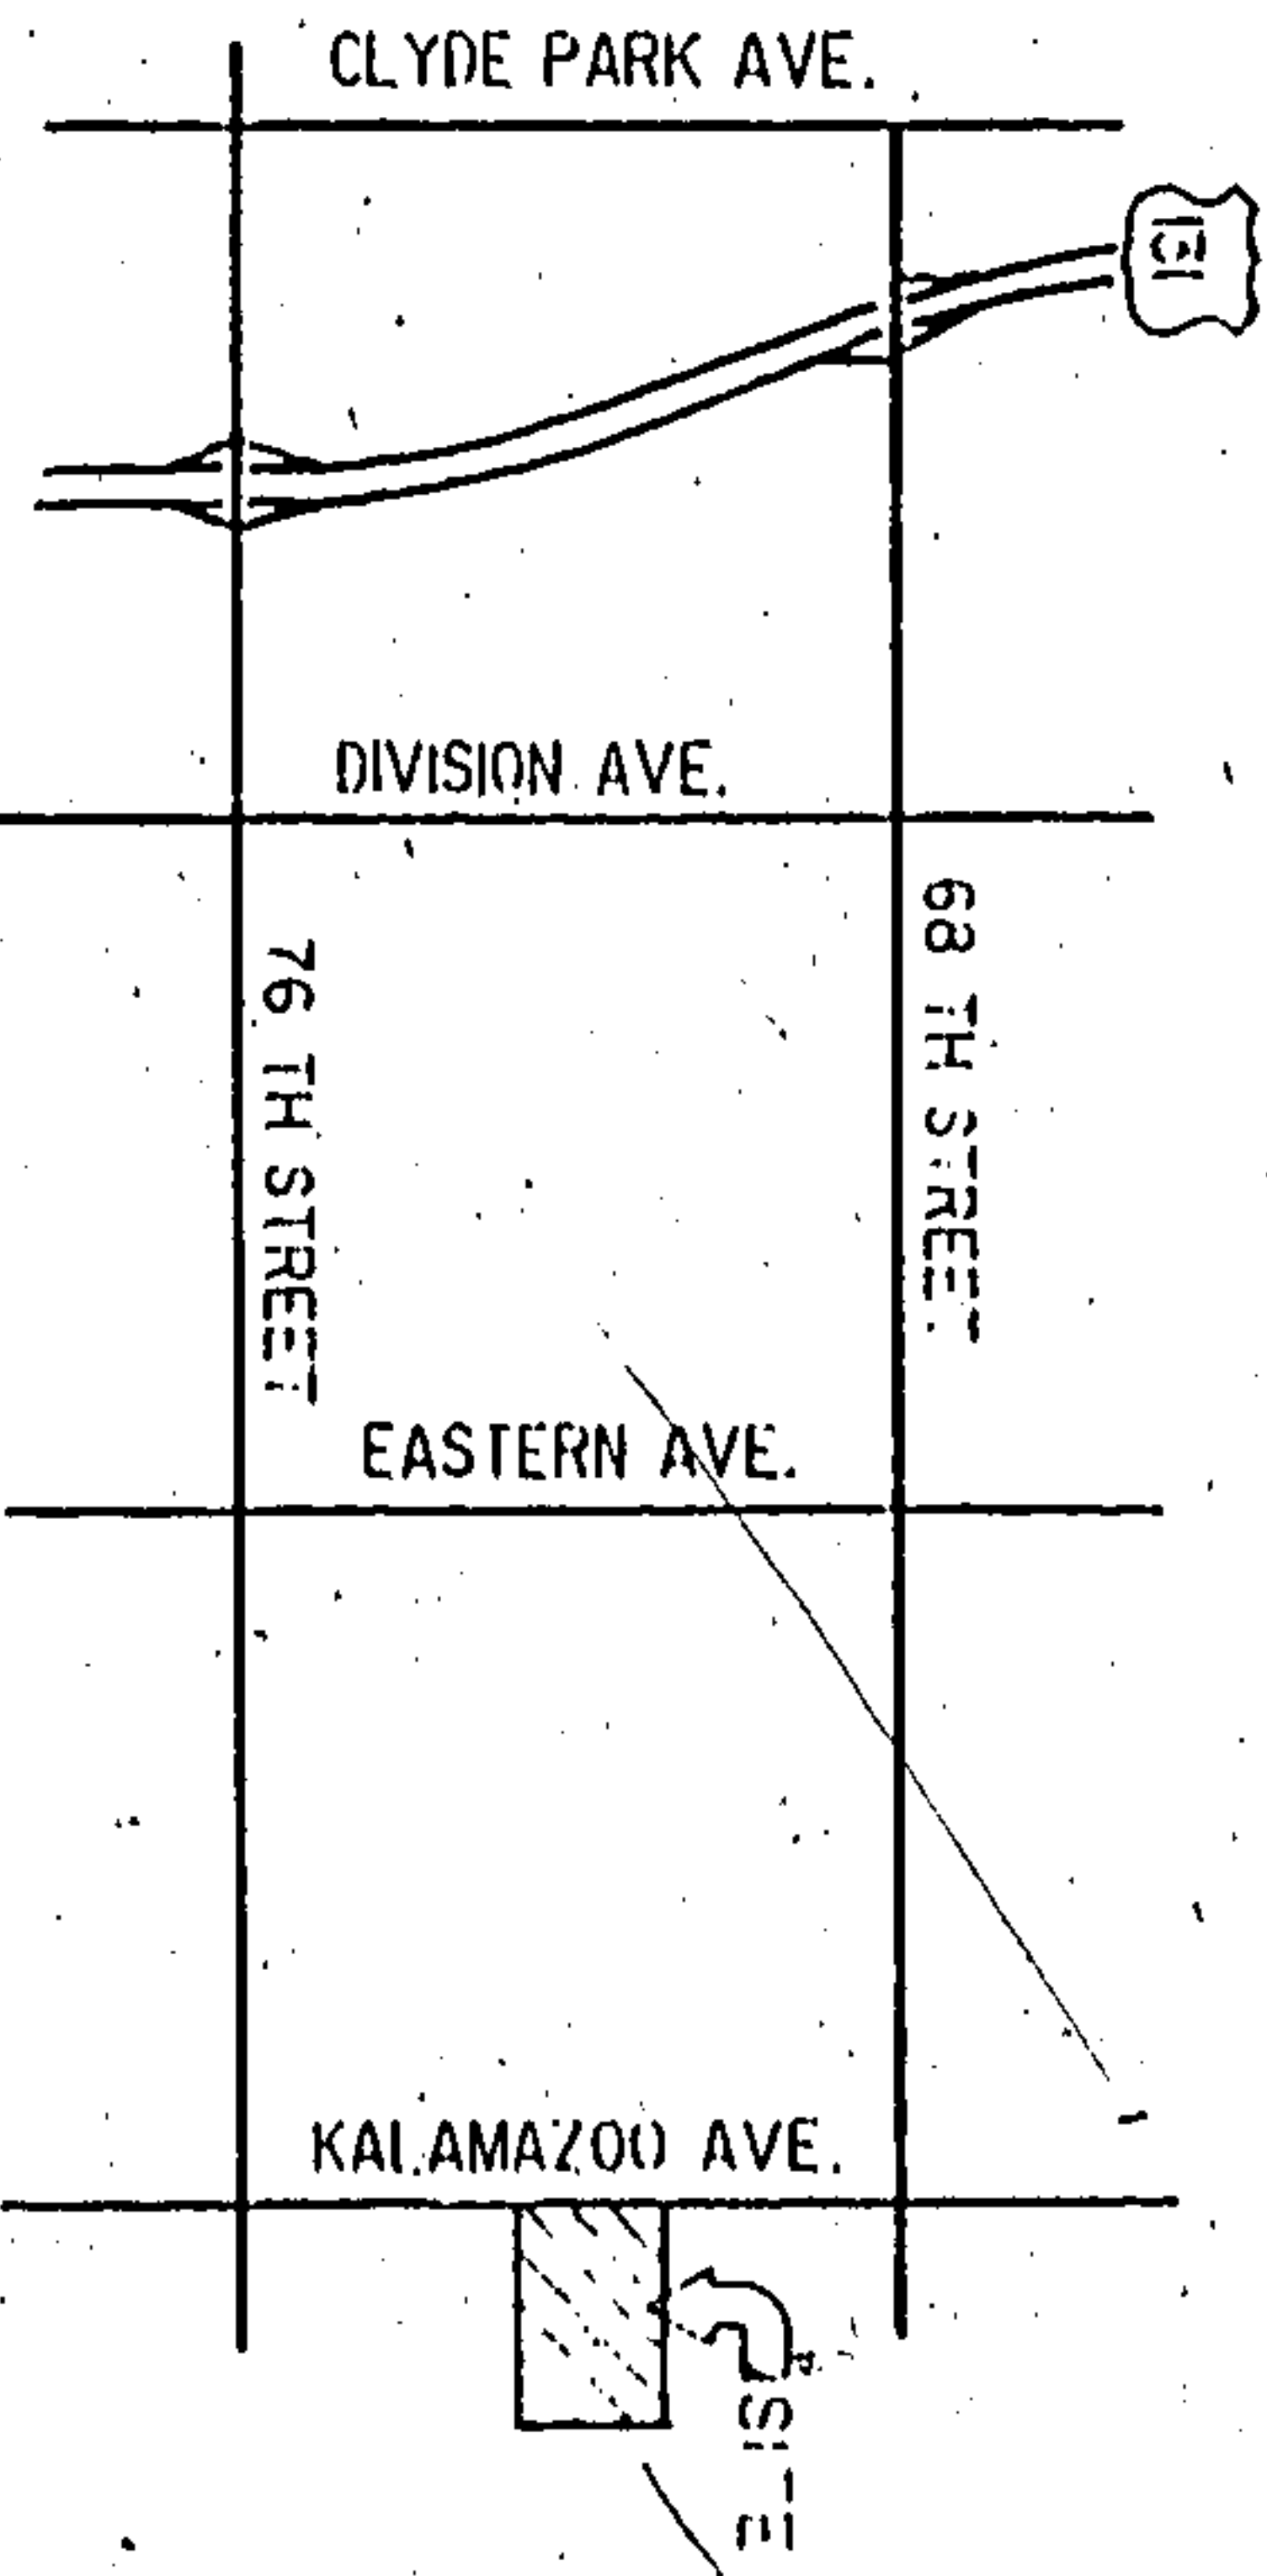 CLYDE PARK AVE.
131
DIVISION AVE.
68 TH STREET
76 TH STREET
EASTERN AVE.
KALAMAZOO AVE.
SITE